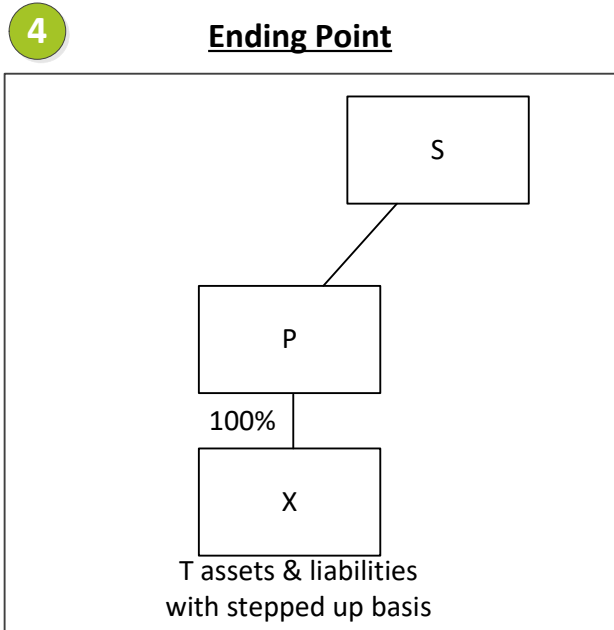 4
Ending Point
S
P
100%
X
T assets & liabilities
with stepped up basis